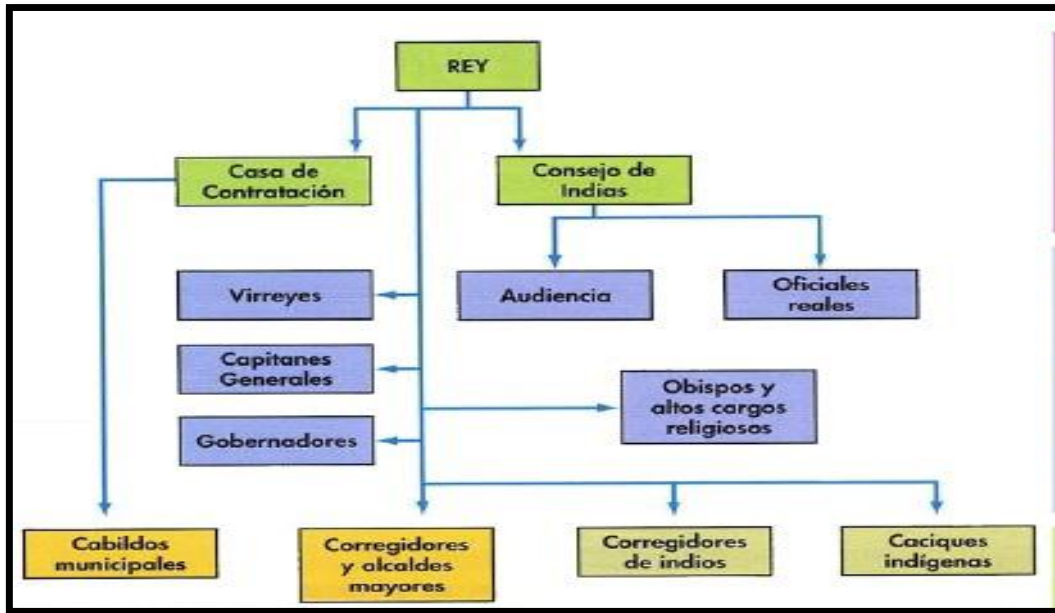 REY
Casa de
Contratación
Consejo de
Indias
Virreyes
Audiencia
Oficiales
reales
Capitanes
Generales
Obispos y
altos cargos
religiosos
Gobernadores
Cabildos
municipales
Corregidores
y alcaldes
mayores
Corregidores
de indios
Caciques
indígenas